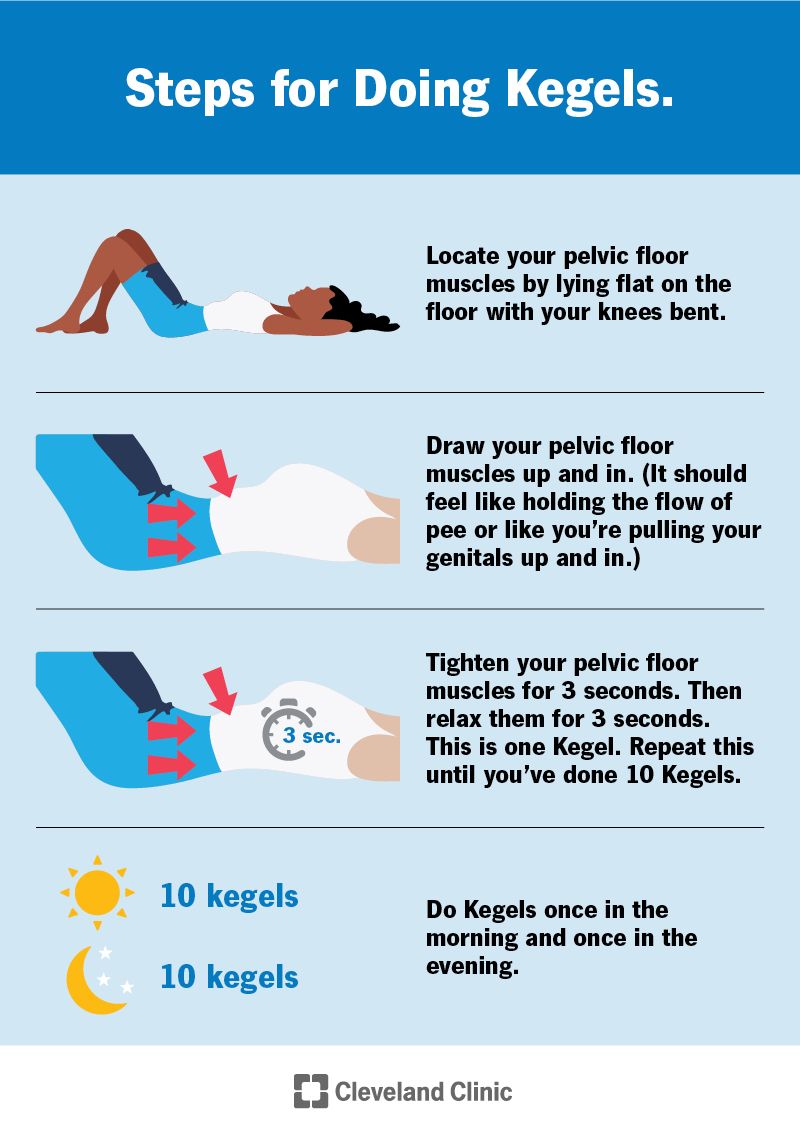 Steps for Doing Kegels.
Locate your pelvic floor
muscles by lying flat on the
floor with your knees bent.
Draw your pelvic floor
muscles up and in. (It should
feel like holding the flow of
pee or like you’re pulling your
genitals up and in.)
3 sec.
Tighten your pelvic floor
muscles for 3 seconds. Then
relax them for 3 seconds.
This is one Kegel. Repeat this
until you’ve done 10 Kegels.
10 kegels
10 kegels
Do Kegels once in the
morning and once in the
evening.
Cleveland Clinic